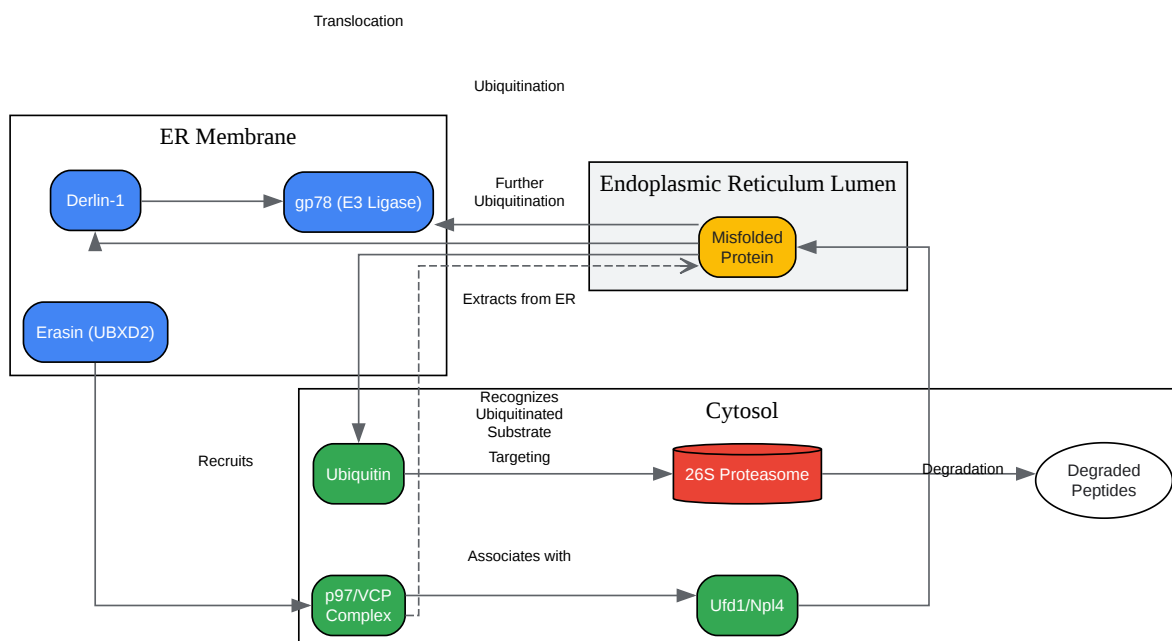 Translocation
Ubiquitination
ER Membrane
Derlin-1
gp78 (E3 Ligase)
Further
Ubiquitination
Endoplasmic Reticulum Lumen
Misfolded
Protein
Extracts from ER
Erasin (UBXD2)
Recognizes
Ubiquitinated
Substrate
Cytosol
Targeting
Recruits
Ubiquitin
26S Proteasome
Degradation
Degraded
Peptides
Associates with
p97/VCP
Complex
Ufd1/Npl4